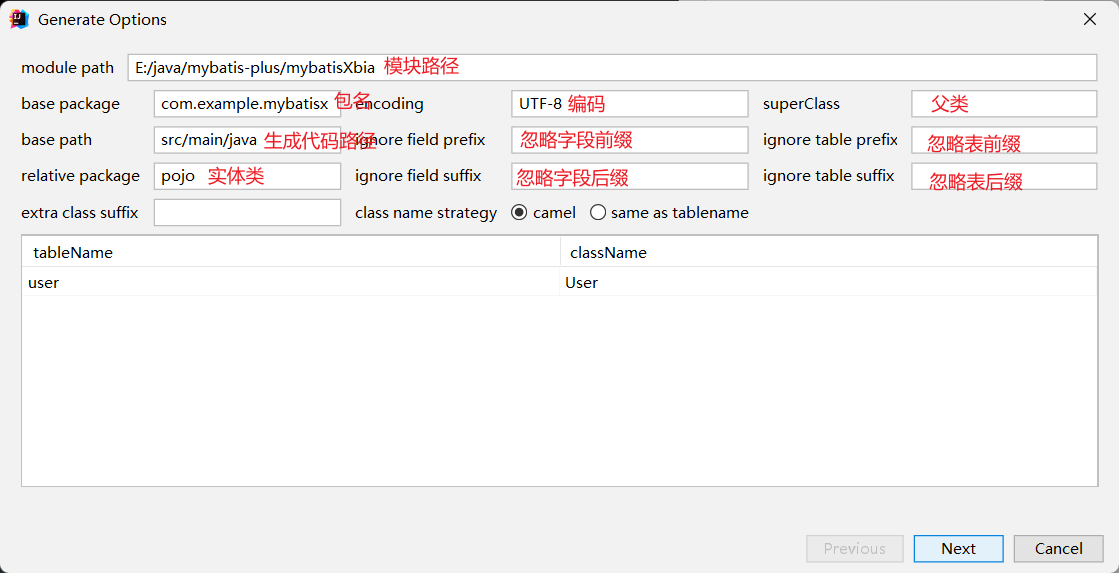 Generate Options
module path E:/java/mybatis-plus/mybatisXbia 模块路径
base package com.example.mybatisx 包名 encoding UTF-8 编码 superClass 父类
base path src/main/java 生成代码路径 ignore field prefix 忽略字段前缀 ignore table prefix 忽略表前缀
relative package pojo 实体类 ignore field suffix 忽略字段后缀 ignore table suffix 忽略表后缀
extra class suffix class name strategy camel same as tablename
tableName className
user User
Previous Next Cancel